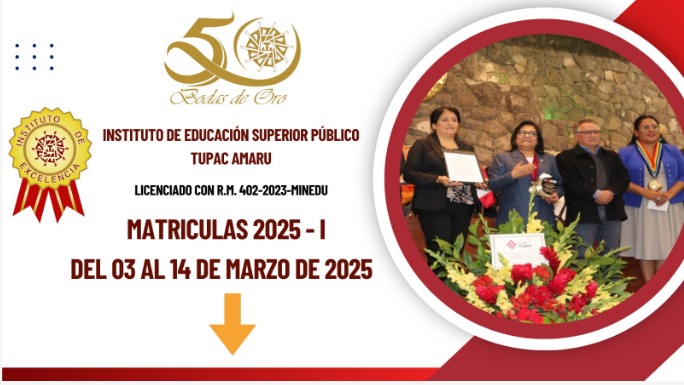 50
Bodas de Oro
INSTITUTO DE EXCELENCIA
INSTITUTO DE EDUCACIÓN SUPERIOR PÚBLICO
TUPAC AMARU
LICENCIADO CON R.M. 402-2023-MINEDU
MATRICULAS 2025 - I
DEL 03 AL 14 DE MARZO DE 2025